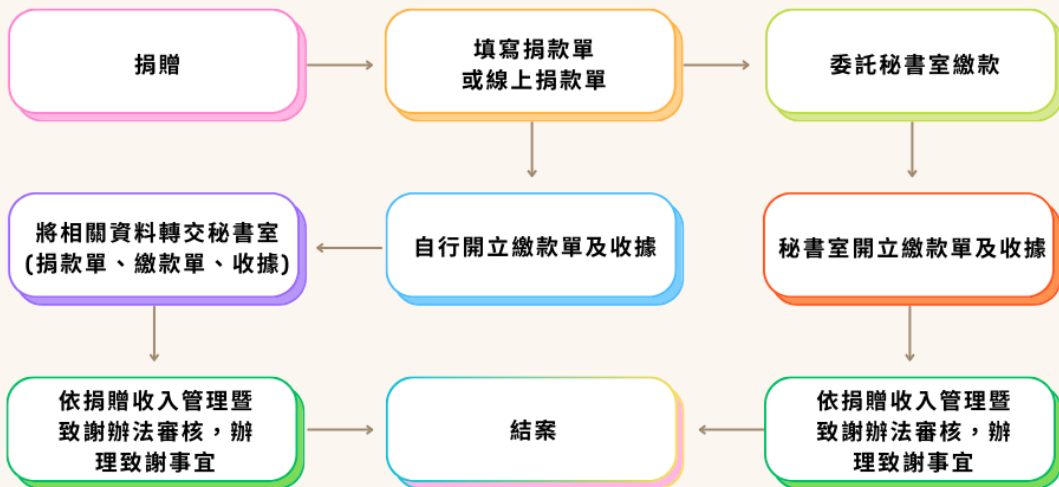 捐贈
填寫捐款單
或線上捐款單
委託秘書室繳款
將相關資料轉交秘書室
(捐款單、繳款單、收據)
自行開立繳款單及收據
秘書室開立繳款單及收據
依捐贈收入管理暨
致謝辦法審核，辦
理致謝事宜
結案
依捐贈收入管理暨
致謝辦法審核，辦
理致謝事宜